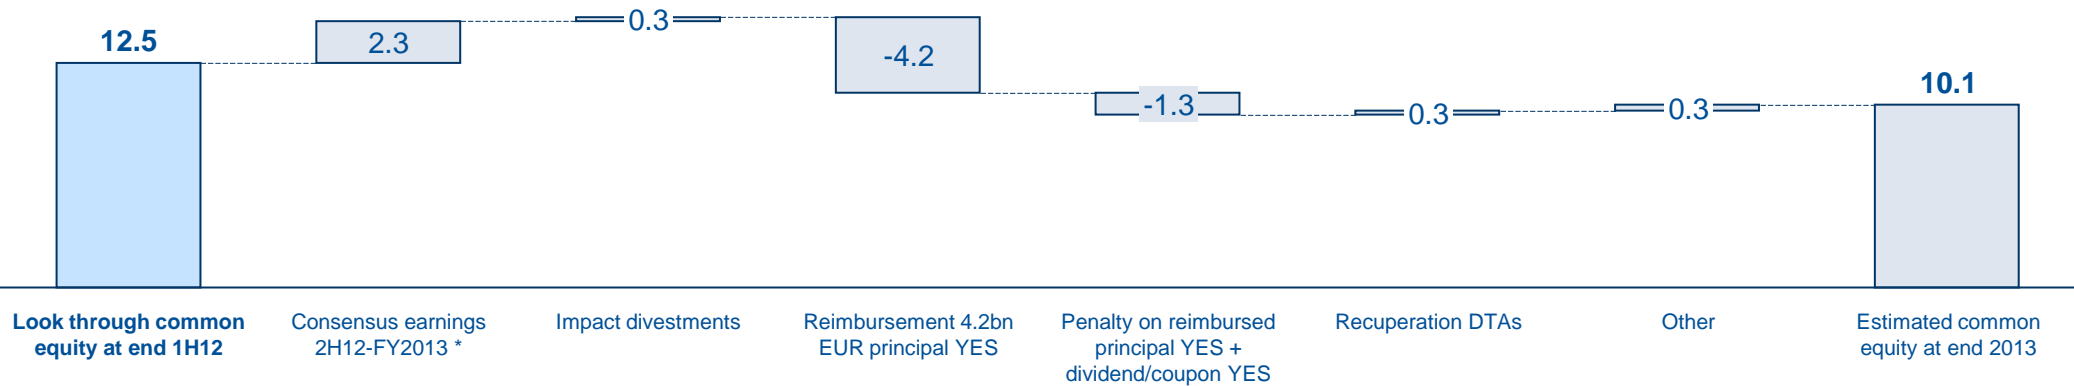 12.5
2.3
0.3
-4.2
-1.3
0.3
0.3
10.1
Look through common
equity at end 1H12
Consensus earnings
2H12-FY2013 *
Impact divestments
Reimbursement 4.2bn
EUR principal YES
Penalty on reimbursed
principal YES +
dividend/coupon YES
Recuperation DTAs
Other
Estimated common
equity at end 2013